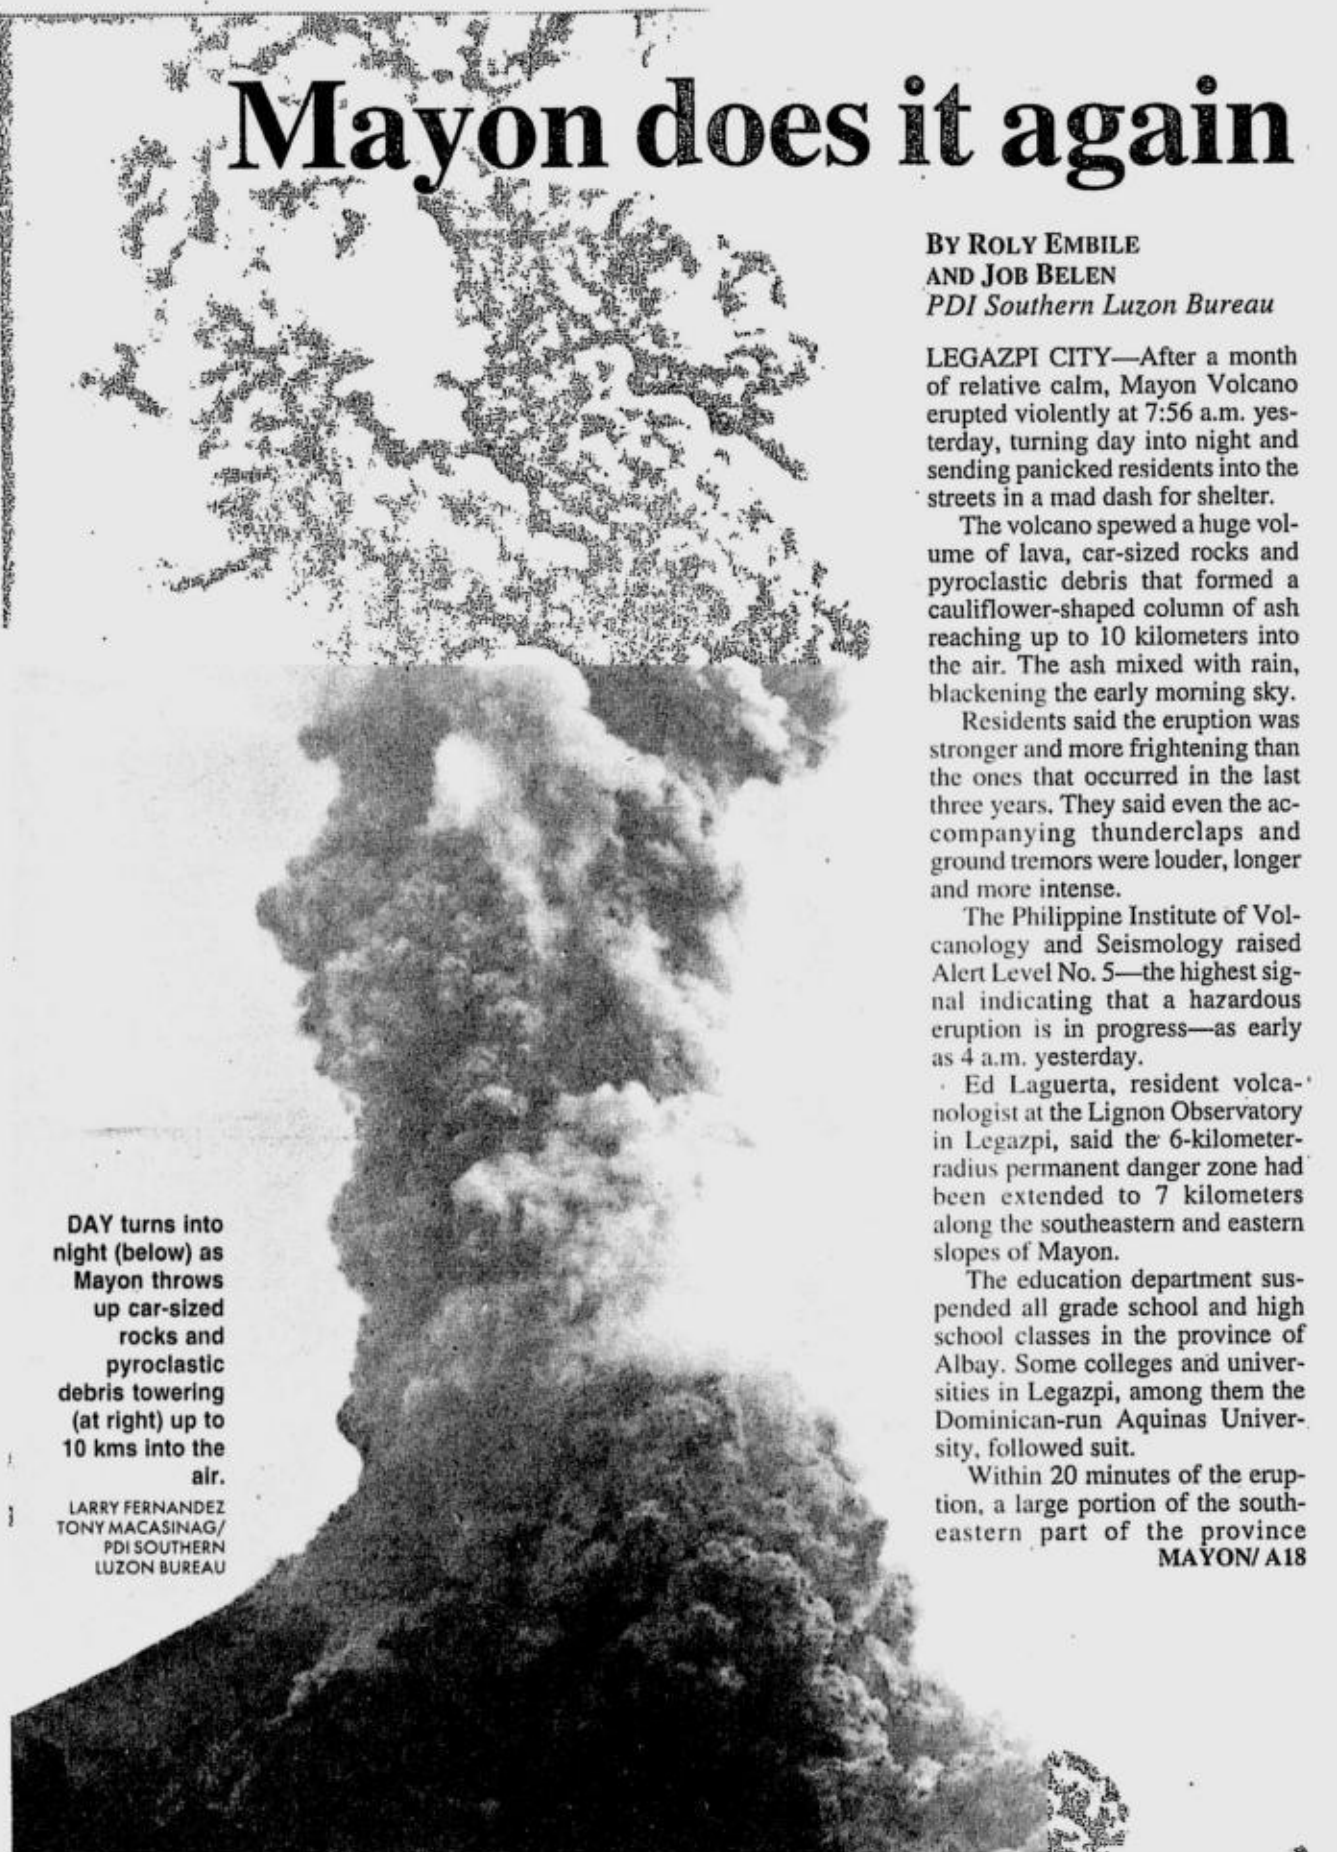 Mayon does it again
BY ROLY EMBILE
AND JOB BELEN
PDI Southern Luzon Bureau
LEGAZPI CITY—After a month
of relative calm, Mayon Volcano
erupted violently at 7:56 a.m. yes-
terday, turning day into night and
sending panicked residents into the
streets in a mad dash for shelter.
The volcano spewed a huge vol-
ume of lava, car-sized rocks and
pyroclastic debris that formed a
cauliflower-shaped column of ash
reaching up to 10 kilometers into
the air. The ash mixed with rain,
blackening the early morning sky.
Residents said the eruption was
stronger and more frightening than
the ones that occurred in the last
three years. They said even the ac-
companying thunderclaps and
ground tremors were louder, longer
and more intense.
The Philippine Institute of Vol-
canology and Seismology raised
Alert Level No. 5—the highest sig-
nal indicating that a hazardous
eruption is in progress—as early
as 4 a.m. yesterday.
Ed Laguerta, resident volca-
nologist at the Lignon Observatory
in Legazpi, said the 6-kilometer-
radius permanent danger zone had
been extended to 7 kilometers
along the southeastern and eastern
slopes of Mayon.
The education department sus-
pended all grade school and high
school classes in the province of
Albay. Some colleges and univer-
sities in Legazpi, among them the
Dominican-run Aquinas Univer-
sity, followed suit.
Within 20 minutes of the erup-
tion, a large portion of the south-
eastern part of the province
MAYON/ A18
DAY turns into
night (below) as
Mayon throws
up car-sized
rocks and
pyroclastic
debris towering
(at right) up to
10 kms into the
air.
LARRY FERNANDEZ
TONY MACASINAG/
PDI SOUTHERN
LUZON BUREAU